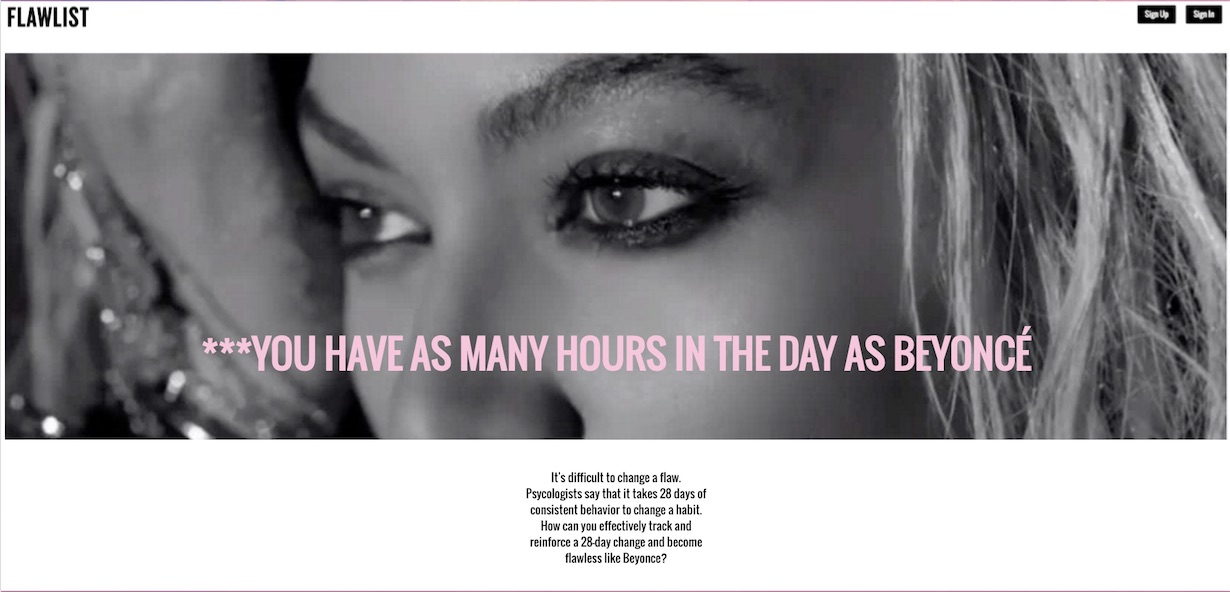 FLAWLIST
Sign Up Sign In
***YOU HAVE AS MANY HOURS IN THE DAY AS BEYONCÉ
It's difficult to change a flaw.
Psycologists say that it takes 28 days of
consistent behavior to change a habit.
How can you effectively track and
reinforce a 28-day change and become
flawless like Beyonce?